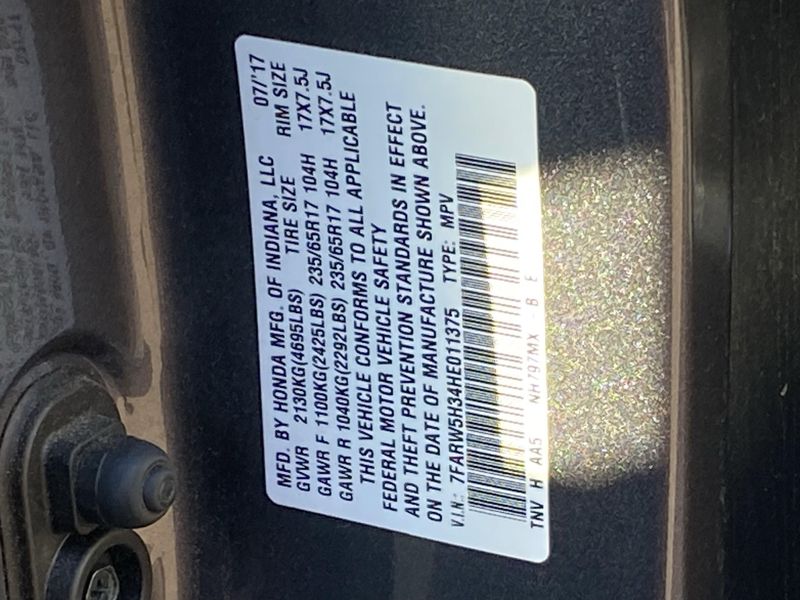 MFD. BY HONDA MFG. OF INDIANA, LLC 07/'17
GVWR 2130KG(4695LBS) TIRE SIZE RIM SIZE
GAWR F 1100KG(2425LBS) 235/65R17 104H 17X7.5J
GAWR R 1040KG(2292LBS) 235/65R17 104H 17X7.5J
THIS VEHICLE CONFORMS TO ALL APPLICABLE
FEDERAL MOTOR VEHICLE SAFETY
AND THEFT PREVENTION STANDARDS IN EFFECT
ON THE DATE OF MANUFACTURE SHOWN ABOVE.
V.I.N.: 7FARW5H34HE011375 TYPE: MPV
TNV H AA5 NH797MX -B E